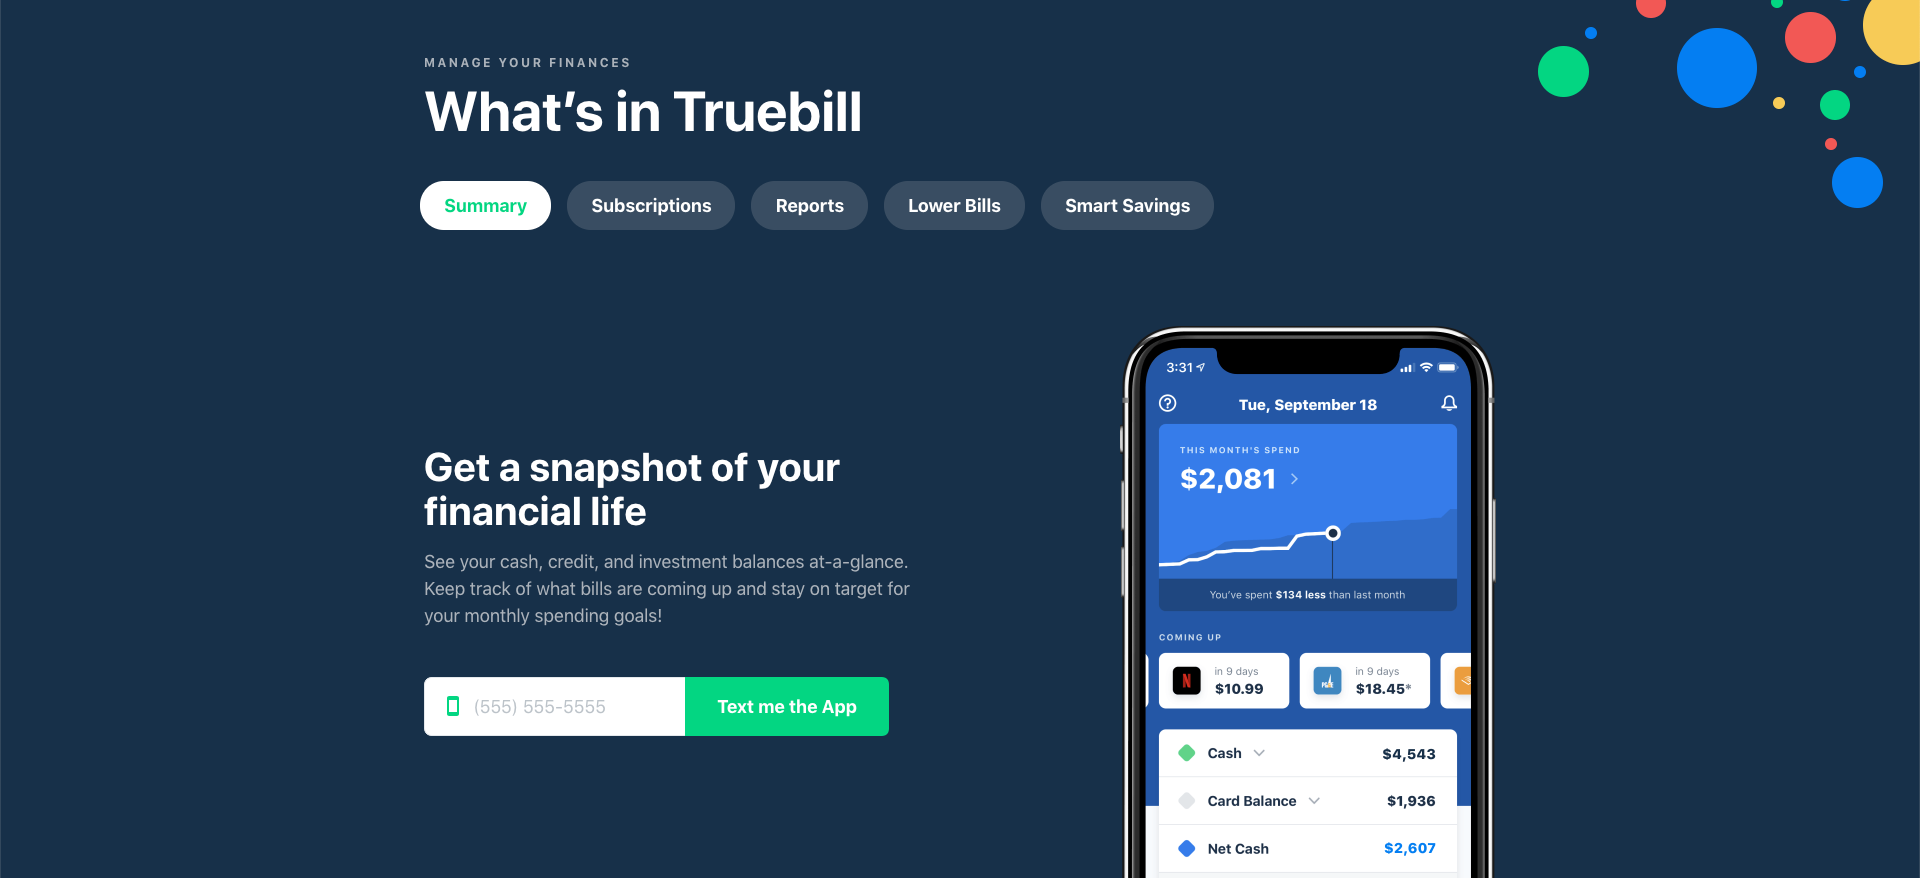 MANAGE YOUR FINANCES
What's in Truebill
Summary
Subscriptions
Reports
Lower Bills
Smart Savings
Get a snapshot of your
financial life
See your cash, credit, and investment balances at-a-glance.
Keep track of what bills are coming up and stay on target for
your monthly spending goals!
(555) 555-5555
Text me the App
3:31
Tue, September 18
THIS MONTH'S SPEND
$2,081
You've spent $134 less than last month
COMING UP
N
in 9 days
$10.99
PG&E
in 9 days
$18.45*
Cash
$4,543
Card Balance
$1,936
Net Cash
$2,607